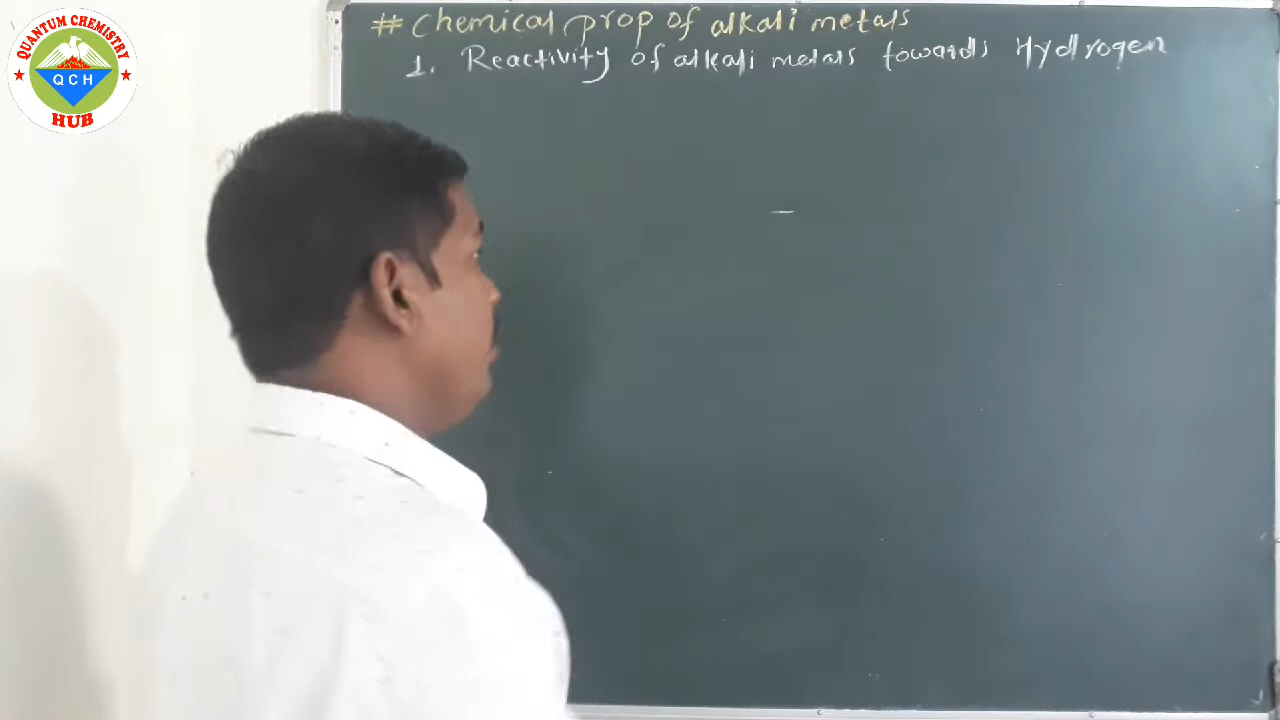 QUANTUM CHEMISTRY
QCH
HUB
# Chemical prop of alkali metals
1. Reactivity of alkali metals towards Hydrogen